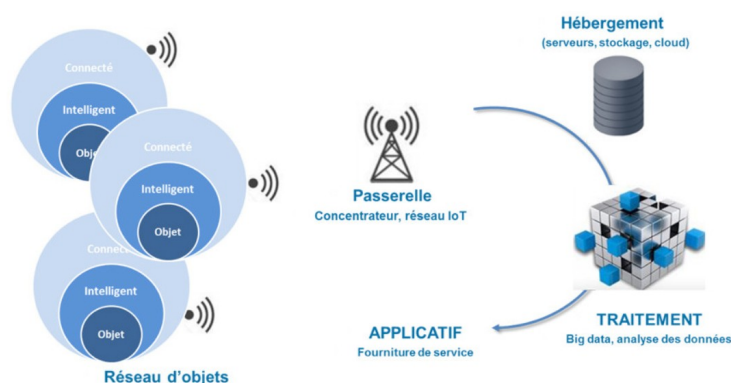 Connecté
Intelligent
Connecté
Intelligent
Objet
Intelligent
Objet
Réseau d'objets
Passerelle
Concentrateur, réseau IoT
Hébergement
(serveurs, stockage, cloud)
TRAITEMENT
Big data, analyse des données
APPLICATIF
Fourniture de service